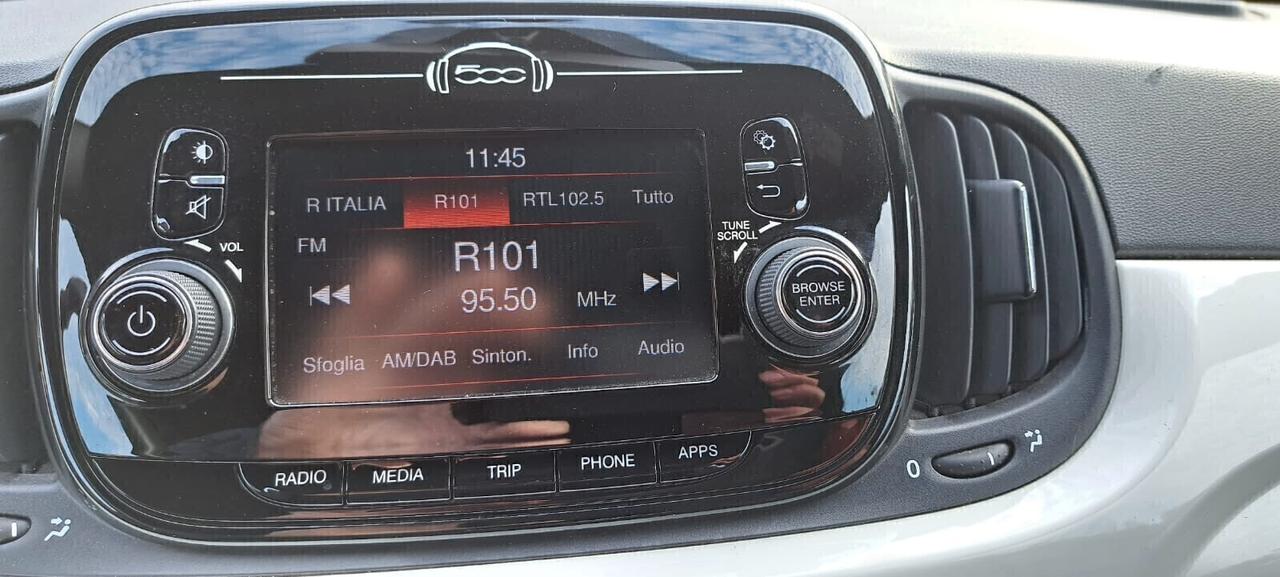 500
11:45
R ITALIA R101 RTL102.5 Tutto
FM
R101
95.50 MHz
Sfoglia AM/DAB Sinton. Info Audio
VOL
TUNE
SCROLL
BROWSE
ENTER
RADIO MEDIA TRIP PHONE APPS
0